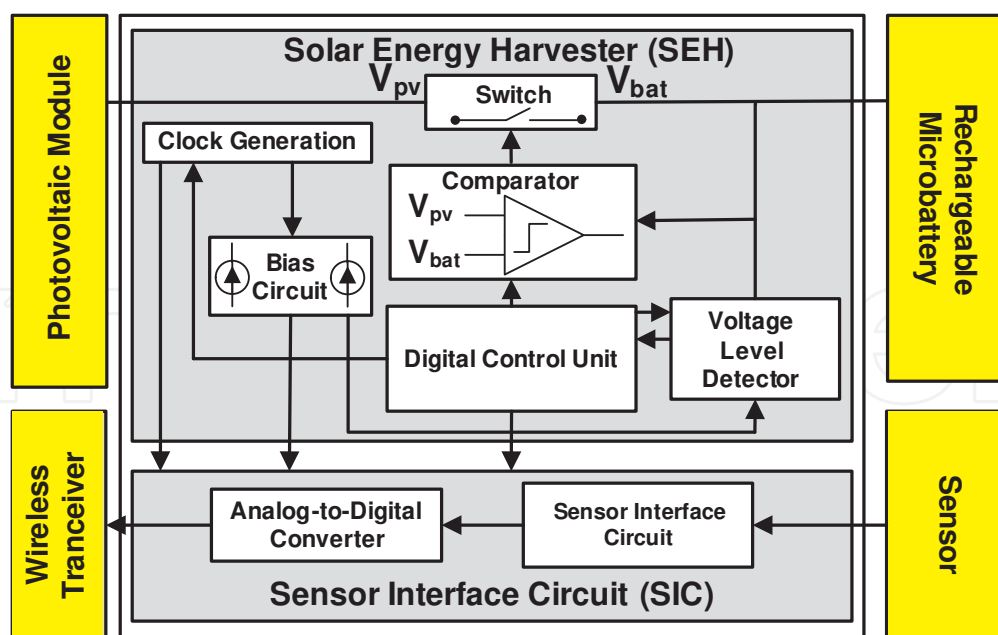 Solar Energy Harvester (SEH)
Vpv
Vbat
Switch
Clock Generation
Comparator
Vpv
Vbat
Bias
Circuit
Digital Control Unit
Voltage
Level
Detector
Photovoltaic Module
Rechargeable
Microbattery
Wireless
Tranceiver
Analog-to-Digital
Converter
Sensor Interface
Circuit
Sensor
Sensor Interface Circuit (SIC)